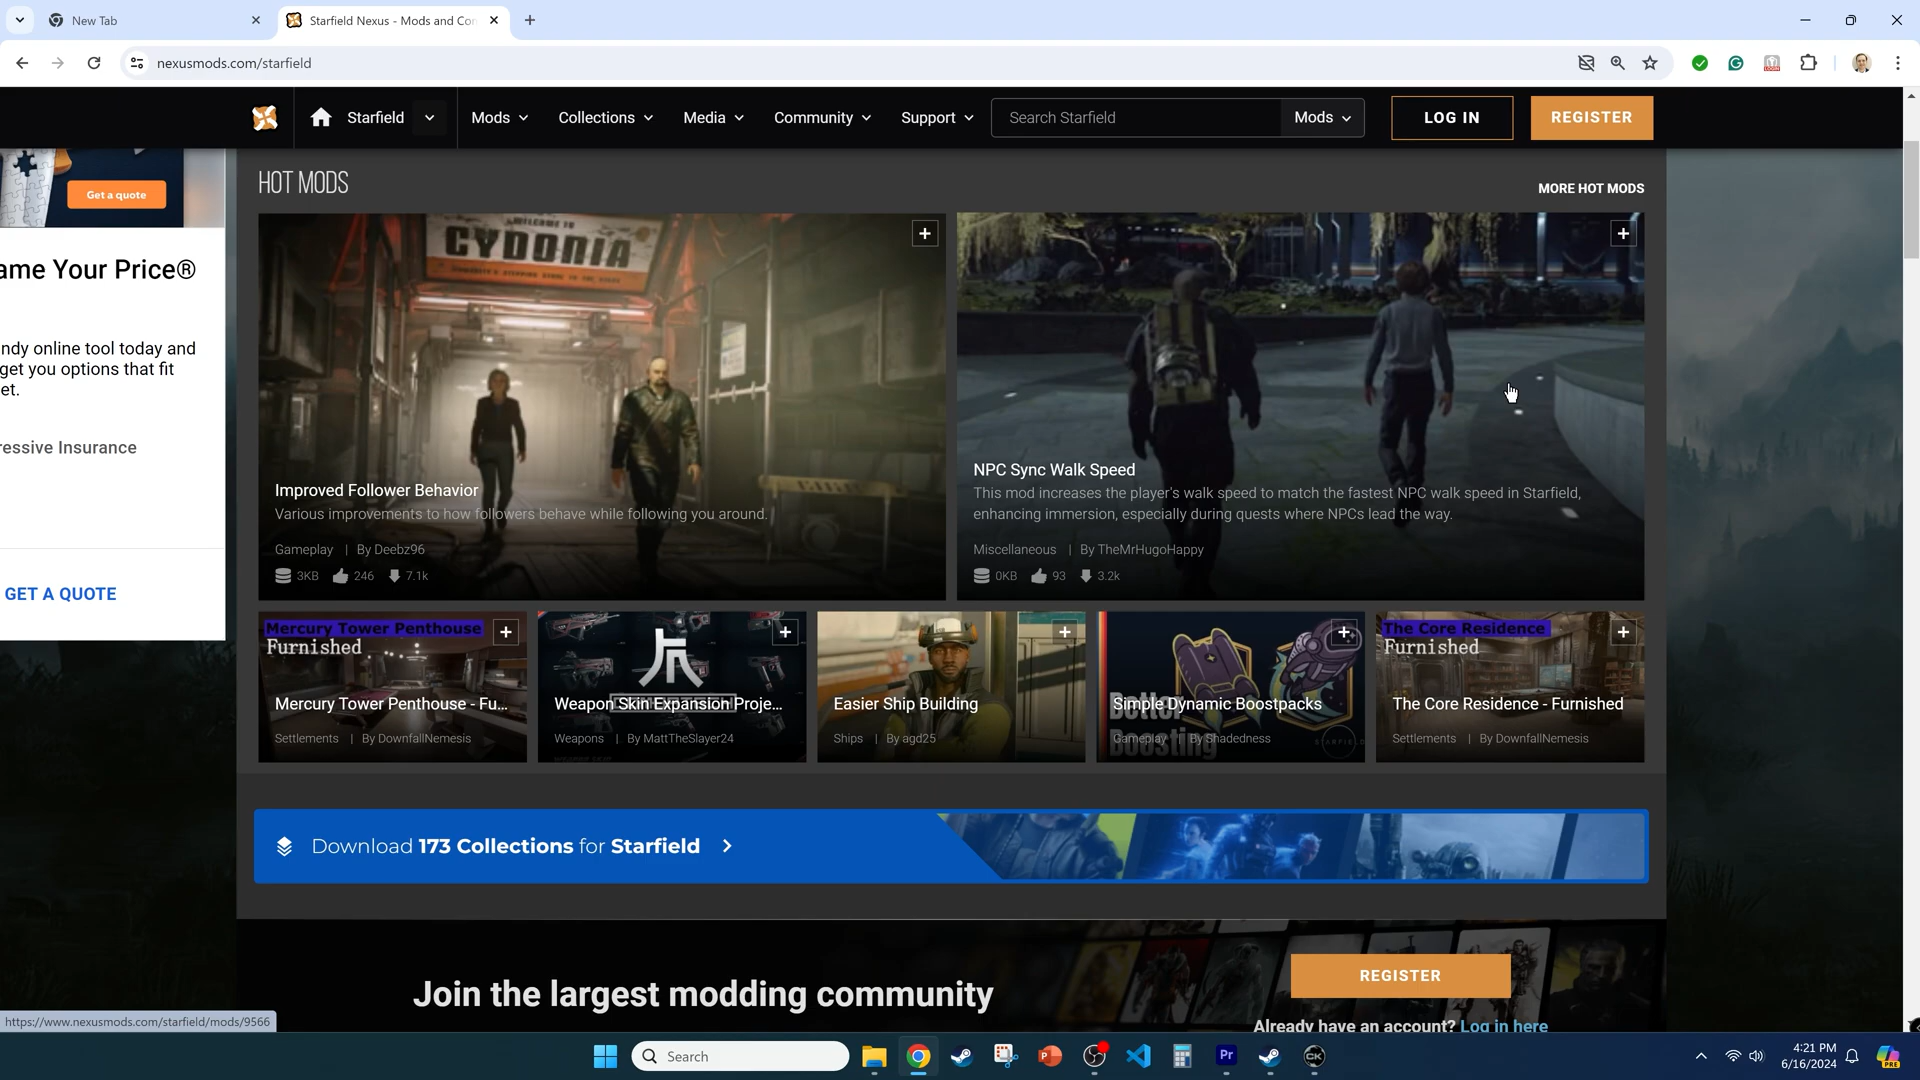 New Tab
Starfield Nexus - Mods and Con
nexusmods.com/starfield
Starfield
Mods
Collections
Media
Community
Support
Search Starfield
Mods
LOG IN
REGISTER
Get a quote
ame Your Price®
ndy online tool today and
get you options that fit
et.
ressive Insurance
GET A QUOTE
HOT MODS
MORE HOT MODS
CYDONIA
Improved Follower Behavior
Various improvements to how followers behave while following you around.
Gameplay | By Deebz96
3KB 246 7.1k
NPC Sync Walk Speed
This mod increases the player's walk speed to match the fastest NPC walk speed in Starfield,
enhancing immersion, especially during quests where NPCs lead the way.
Miscellaneous | By TheMrHugoHappy
0KB 93 3.2k
Mercury Tower Penthouse
Furnished
Mercury Tower Penthouse - Fu...
Settlements | By DownfallNemesis
Weapon Skin Expansion Proje...
Weapons | By MattTheSlayer24
Easier Ship Building
Ships | By agd25
Better
Boosting
Simple Dynamic Boostpacks
Gameplay | By Shadedness
The Core Residence
Furnished
The Core Residence - Furnished
Settlements | By DownfallNemesis
Download 173 Collections for Starfield
Join the largest modding community
REGISTER
Already have an account? Log in here
https://www.nexusmods.com/starfield/mods/9566
Search
4:21 PM
6/16/2024